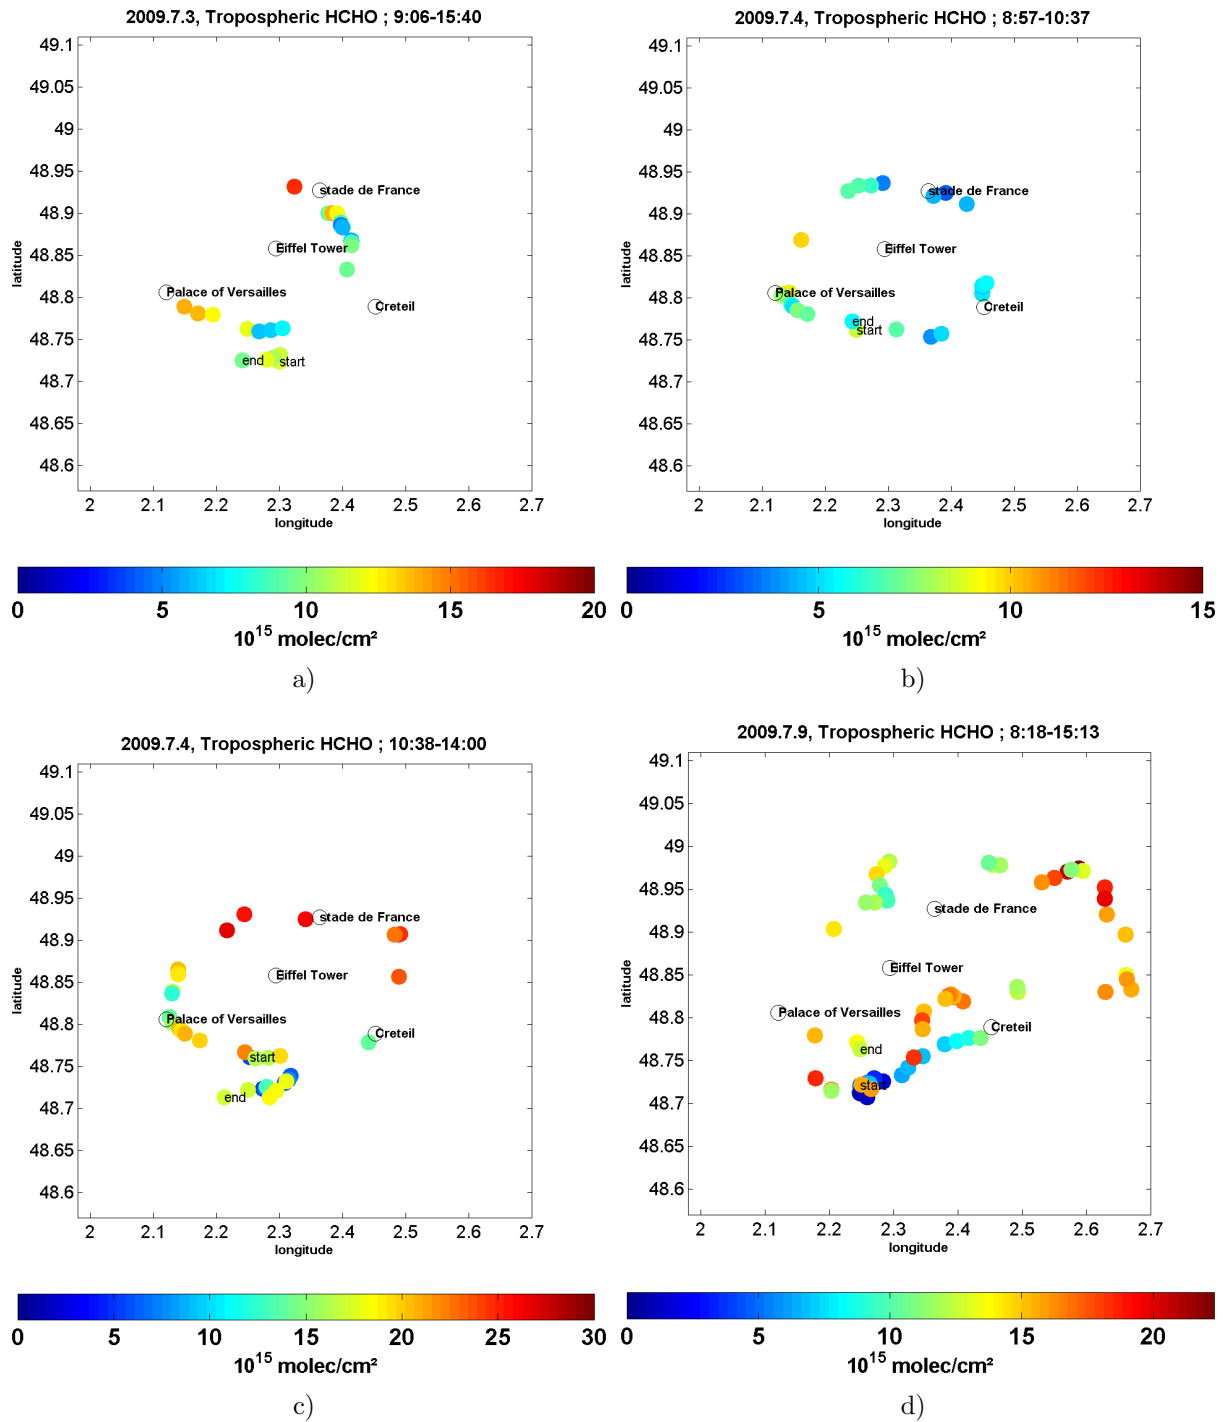 2009.7.3, Tropospheric HCHO ; 9:06-15:40
49.1
49.05
49
48.95
48.9
48.85
48.8
48.75
48.7
48.65
48.6
latitude
stade de France
Eiffel Tower
Palace of Versailles
Creteil
end
start
2 2.1 2.2 2.3 2.4 2.5 2.6 2.7
longitude
0 5 10 15 20
10¹⁵ molec/cm²
a)
2009.7.4, Tropospheric HCHO ; 8:57-10:37
49.1
49.05
49
48.95
48.9
48.85
48.8
48.75
48.7
48.65
48.6
latitude
stade de France
Eiffel Tower
Palace of Versailles
Creteil
end
start
2 2.1 2.2 2.3 2.4 2.5 2.6 2.7
longitude
0 5 10 15
10¹⁵ molec/cm²
b)
2009.7.4, Tropospheric HCHO ; 10:38-14:00
49.1
49.05
49
48.95
48.9
48.85
48.8
48.75
48.7
48.65
48.6
latitude
stade de France
Eiffel Tower
Palace of Versailles
Creteil
start
end
2 2.1 2.2 2.3 2.4 2.5 2.6 2.7
longitude
0 5 10 15 20 25 30
10¹⁵ molec/cm²
c)
2009.7.9, Tropospheric HCHO ; 8:18-15:13
49.1
49.05
49
48.95
48.9
48.85
48.8
48.75
48.7
48.65
48.6
latitude
stade de France
Eiffel Tower
Palace of Versailles
Creteil
end
start
2 2.1 2.2 2.3 2.4 2.5 2.6 2.7
longitude
0 5 10 15 20
10¹⁵ molec/cm²
d)